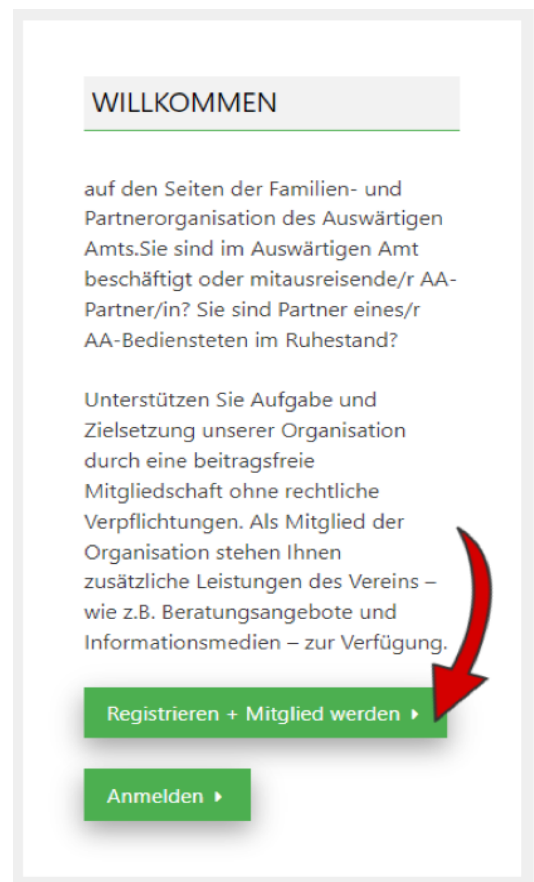 WILLKOMMEN
auf den Seiten der Familien- und
Partnerorganisation des Auswärtigen
Amts.Sie sind im Auswärtigen Amt
beschäftigt oder mitausreisende/r AA-
Partner/in? Sie sind Partner eines/r
AA-Bediensteten im Ruhestand?
Unterstützen Sie Aufgabe und
Zielsetzung unserer Organisation
durch eine beitragsfreie
Mitgliedschaft ohne rechtliche
Verpflichtungen. Als Mitglied der
Organisation stehen Ihnen
zusätzliche Leistungen des Vereins –
wie z.B. Beratungsangebote und
Informationsmedien – zur Verfügung.
Registrieren + Mitglied werden
Anmelden